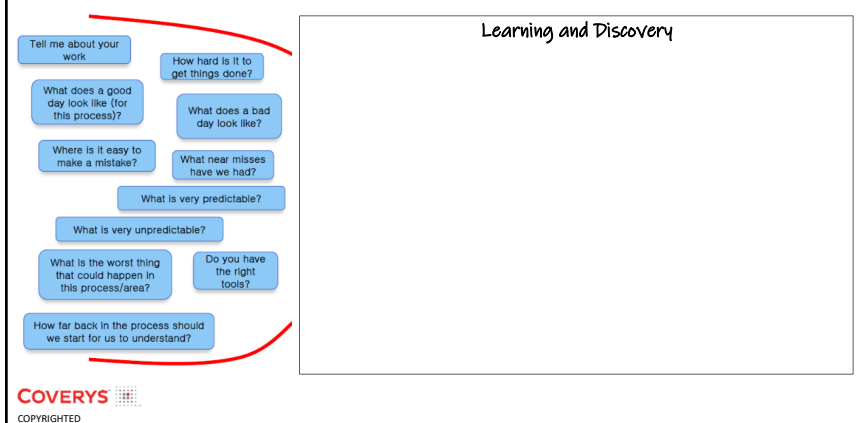 Learning and Discovery
Tell me about your
work
How hard is it to
get things done?
What does a good
day look like (for
this process)?
What does a bad
day look like?
Where is it easy to
make a mistake?
What near misses
have we had?
What is very predictable?
What is very unpredictable?
What is the worst thing
that could happen in
this process/area?
Do you have
the right
tools?
How far back in the process should
we start for us to understand?
COVERYS
COPYRIGHTED